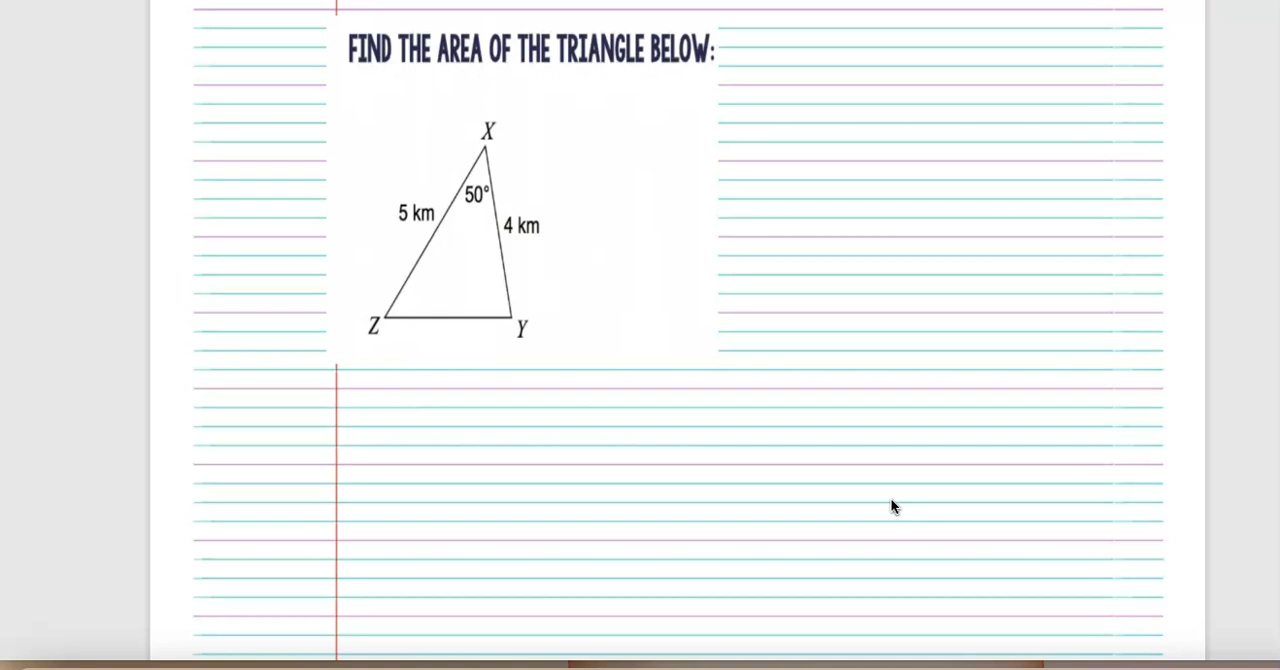 FIND THE AREA OF THE TRIANGLE BELOW:
X
50°
5 km
4 km
Z
Y